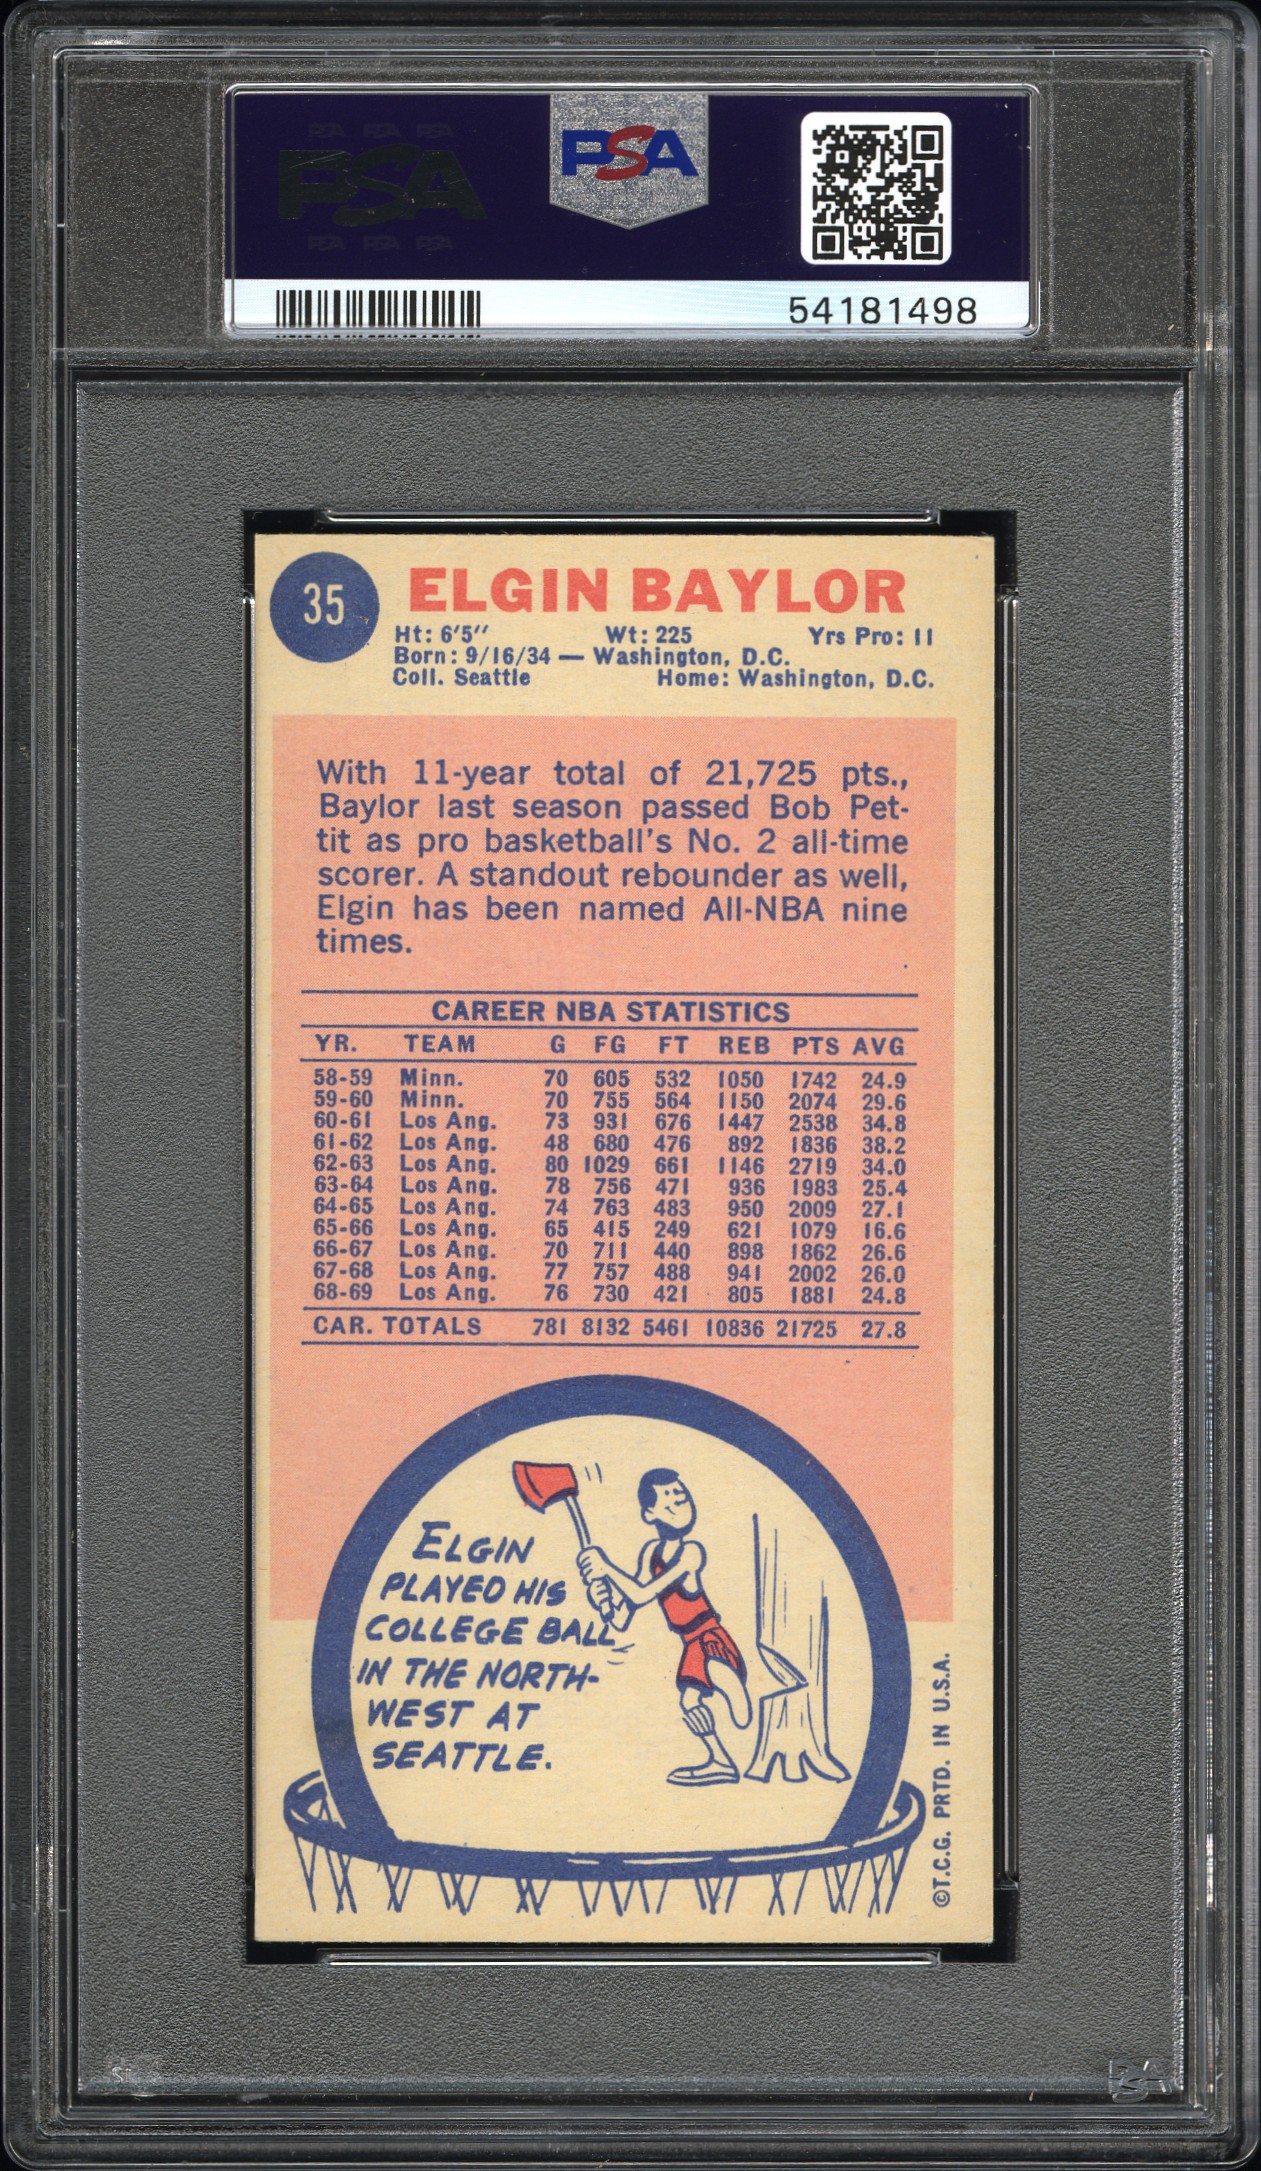 PSA PSA PSA
PSA
PSA PSA PSA
PSA
54181498
35
ELGIN BAYLOR
Ht: 6'5" Wt: 225 Yrs Pro: 11
Born: 9/16/34 — Washington, D.C.
Coll. Seattle Home: Washington, D.C.
With 11-year total of 21,725 pts.,
Baylor last season passed Bob Pet-
tit as pro basketball's No. 2 all-time
scorer. A standout rebounder as well,
Elgin has been named All-NBA nine
times.
CAREER NBA STATISTICS
YR. TEAM G FG FT REB PTS AVG
58-59 Minn. 70 605 532 1050 1742 24.9
59-60 Minn. 70 755 564 1150 2074 29.6
60-61 Los Ang. 73 931 676 1447 2538 34.8
61-62 Los Ang. 48 680 476 892 1836 38.2
62-63 Los Ang. 80 1029 661 1146 2719 34.0
63-64 Los Ang. 78 756 471 936 1983 25.4
64-65 Los Ang. 74 763 483 950 2009 27.1
65-66 Los Ang. 65 415 249 621 1079 16.6
66-67 Los Ang. 70 711 440 898 1862 26.6
67-68 Los Ang. 77 757 488 941 2002 26.0
68-69 Los Ang. 76 730 421 805 1881 24.8
CAR. TOTALS 781 8132 5461 10836 21725 27.8
ELGIN
PLAYED HIS
COLLEGE BALL
IN THE NORTH-
WEST AT
SEATTLE.
©T.C.G. PRTD. IN U.S.A.
PSA